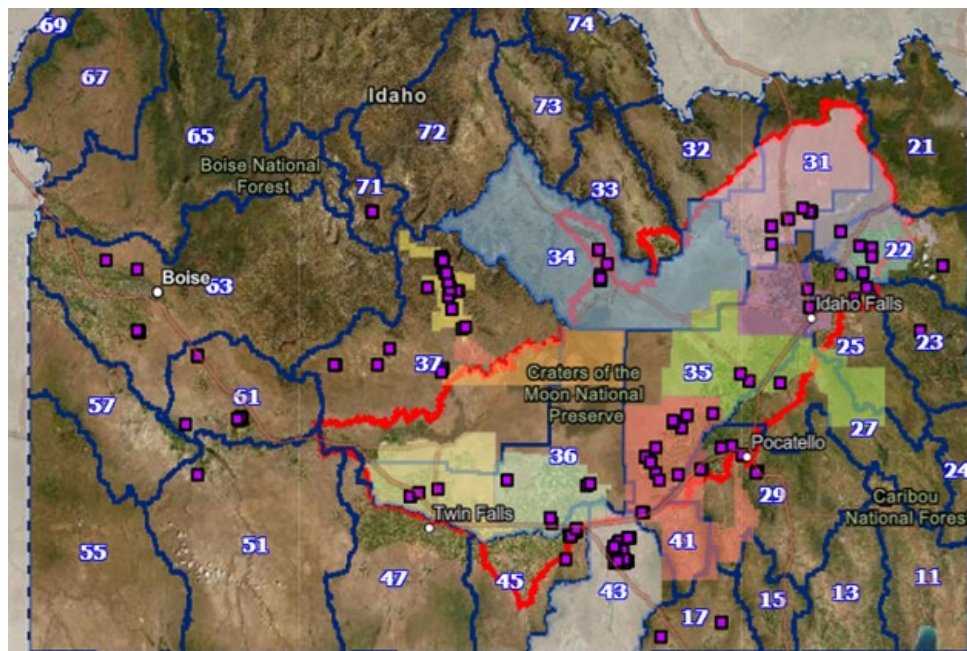 69
74
67
Idaho
73
72
65
32
21
31
Boise National
Forest
71
33
22
34
Boise
63
Idaho Falls
23
25
37
35
Craters of the
Moon National
Preserve
61
57
27
Pocatello
36
24
29
Caribou
National Forest
Twin Falls
41
55
51
47
45
43
15
13
11
17